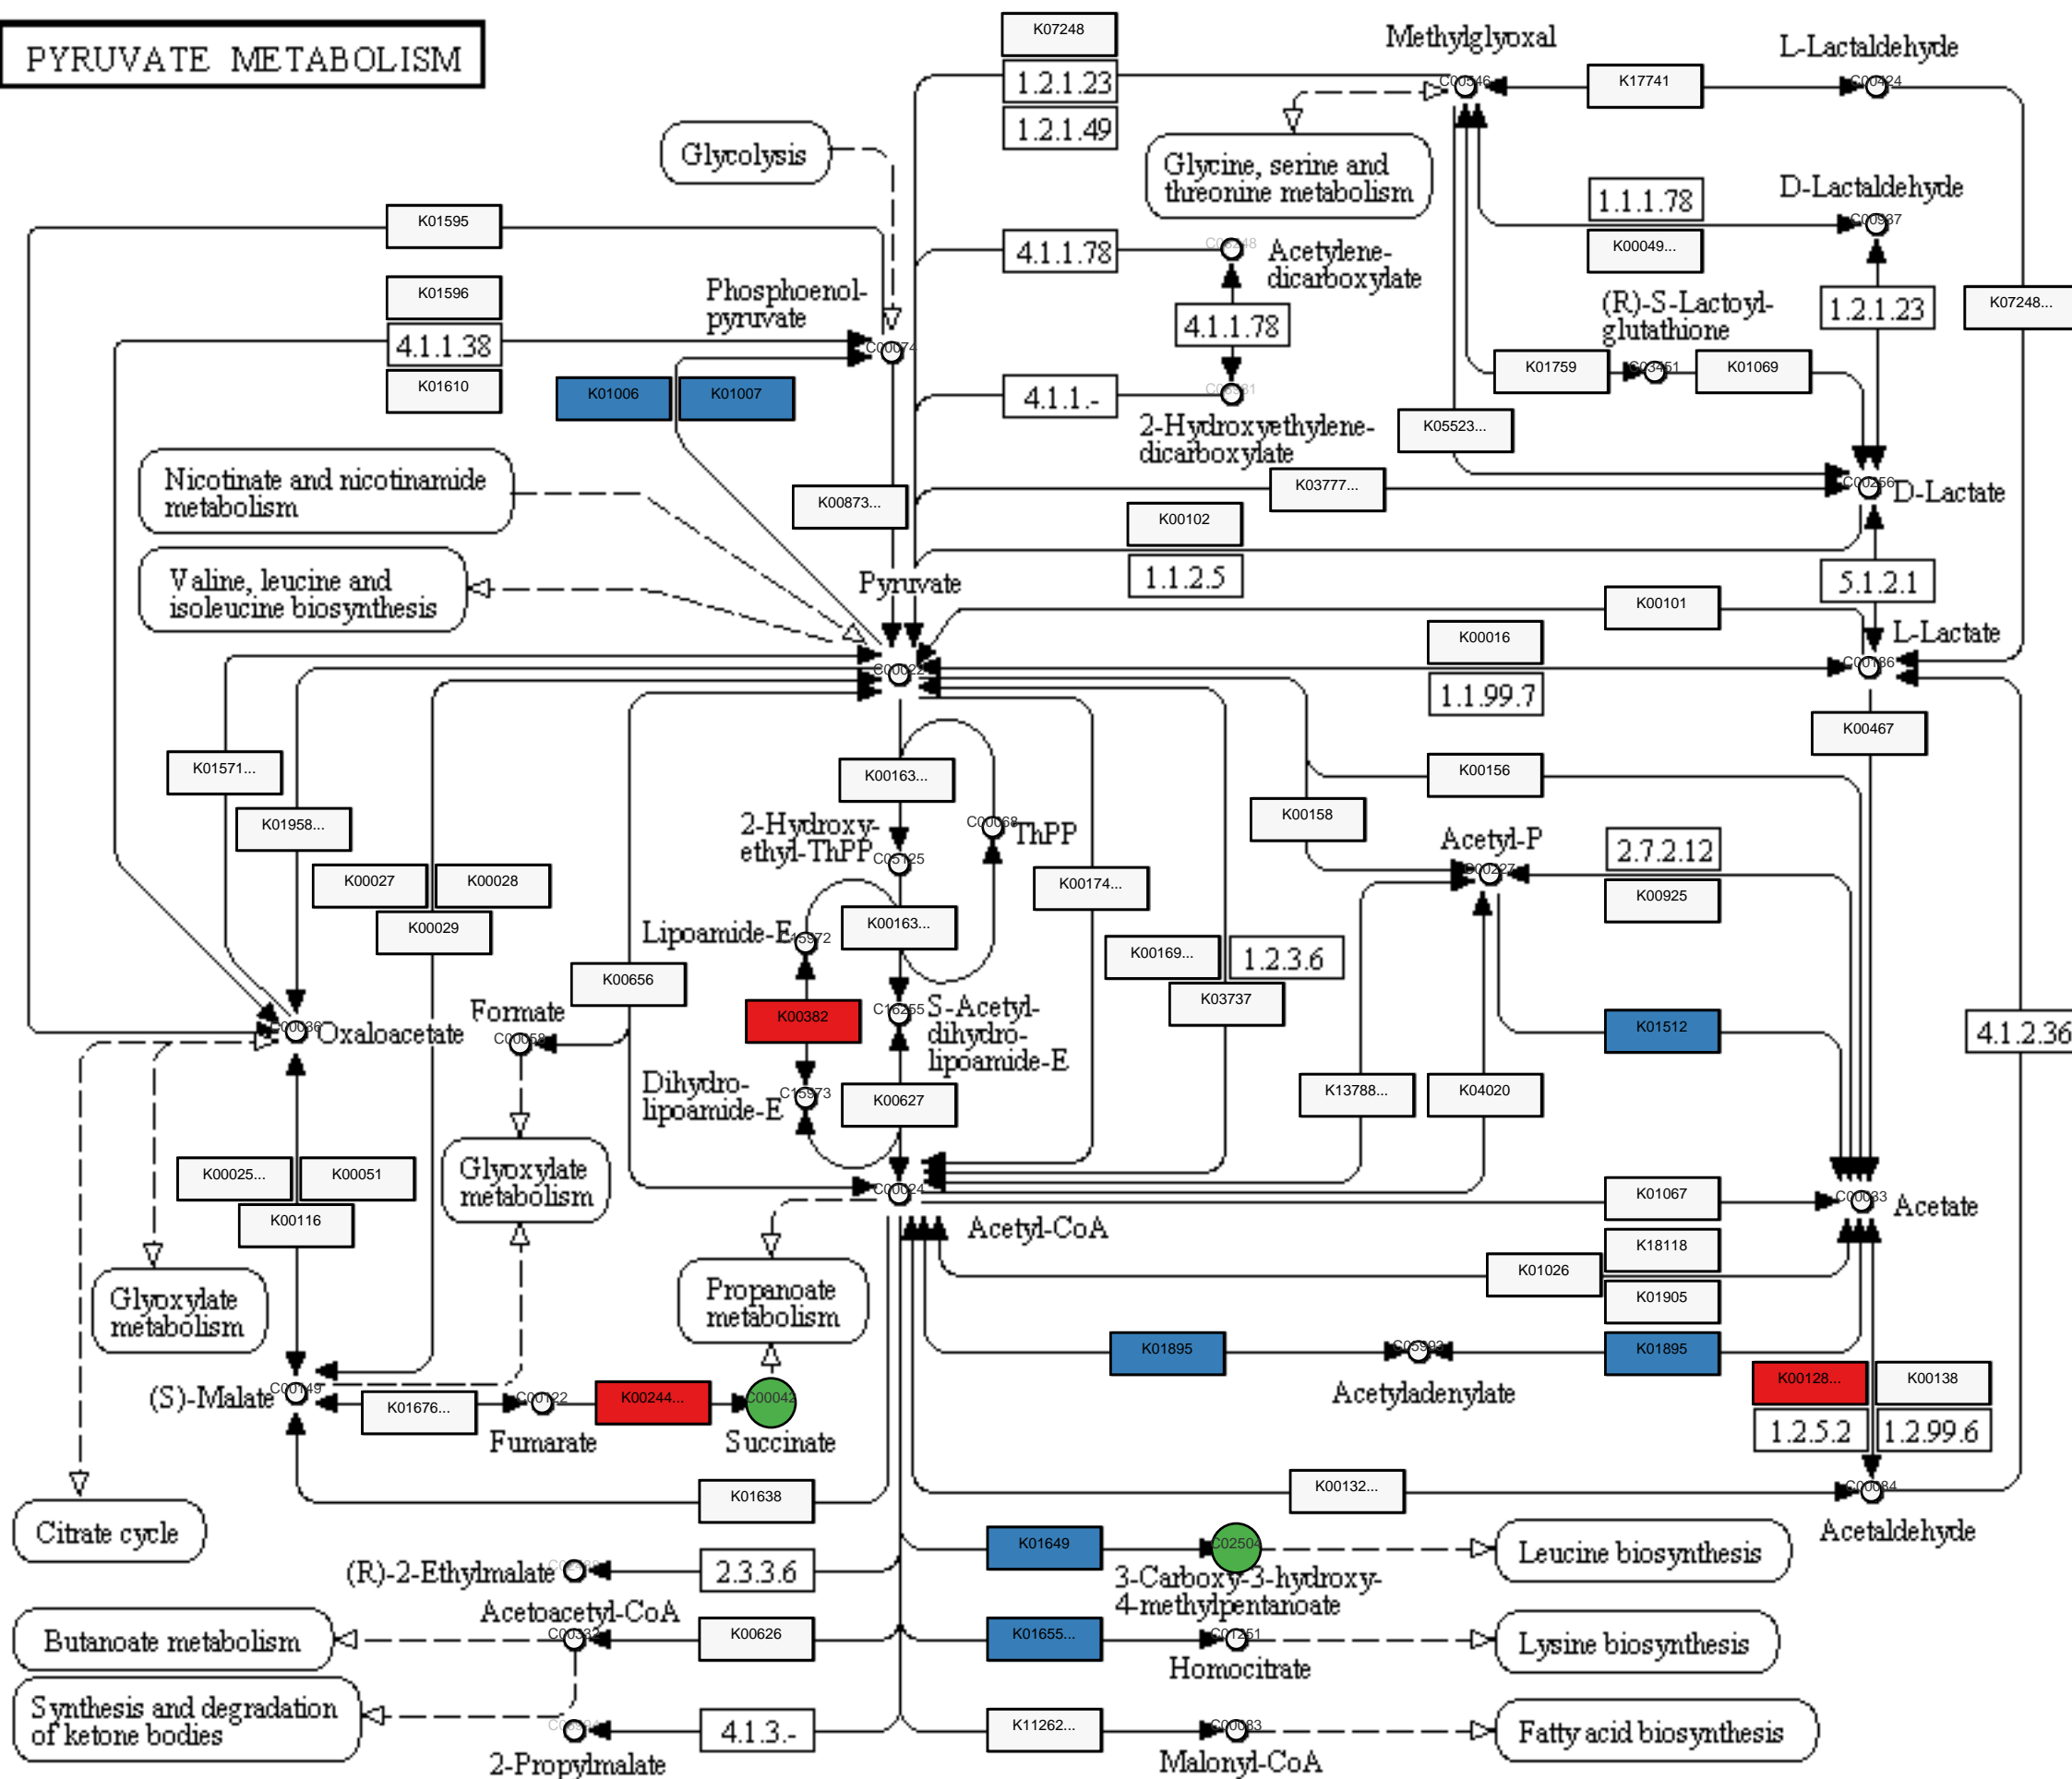 PYRUVATE METABOLISM
K07248
1.2.1.23
1.2.1.49
Methylglyoxal
C00546
K17741
L-Lactaldehyde
C00424
Glycolysis
Glycine, serine and
threonine metabolism
1.1.1.78
K00049...
D-Lactaldehyde
C00937
K01595
K01596
4.1.1.38
K01610
Phosphoenol-
pyruvate
C00074
K01006
K01007
4.1.1.78
Acetylene-
dicarboxylate
4.1.1.78
4.1.1.-
2-Hydroxyethylene-
dicarboxylate
(R)-S-Lactoyl-
glutathione
1.2.1.23
K07248...
K01759
C03451
K01069
K05523...
Nicotinate and nicotinamide
metabolism
K00873...
K03777...
C00256
D-Lactate
K00102
1.1.2.5
Valine, leucine and
isoleucine biosynthesis
Pyruvate
5.1.2.1
K00101
K00016
L-Lactate
C00022
C00186
1.1.99.7
K00467
K01571...
K00163...
K00156
K01958...
K00158
2-Hydroxy-
ethyl-ThPP
C05125
C00068
ThPP
Acetyl-P
C00227
2.7.2.12
K00925
K00027
K00028
K00029
K00174...
Lipoamide-E
C15972
K00163...
K00169...
1.2.3.6
K03737
K00656
Formate
C00058
K00382
C16255
S-Acetyl-
dihydro-
lipoamide-E
K01512
4.1.2.36
C00036
Oxaloacetate
Dihydro-
lipoamide-E
C15973
K00627
K13788...
K04020
K00025...
K00051
K00116
Glyoxylate
metabolism
C00024
Acetyl-CoA
K01067
C00033
Acetate
K18118
K01026
K01905
Glyoxylate
metabolism
Propanoate
metabolism
K01895
C05993
Acetyladenylate
K01895
K00128...
K00138
1.2.5.2
1.2.99.6
(S)-Malate
C00149
K01676...
C00122
Fumarate
K00244...
C00042
Succinate
K01638
K00132...
C00084
Acetaldehyde
Citrate cycle
K01649
C02504
3-Carboxy-3-hydroxy-
4-methylpentanoate
Leucine biosynthesis
(R)-2-Ethylmalate
2.3.3.6
Butanoate metabolism
Acetoacetyl-CoA
C00332
K00626
K01655...
C01251
Homocitrate
Lysine biosynthesis
Synthesis and degradation
of ketone bodies
2-Propylmalate
4.1.3.-
K11262...
C00083
Malonyl-CoA
Fatty acid biosynthesis